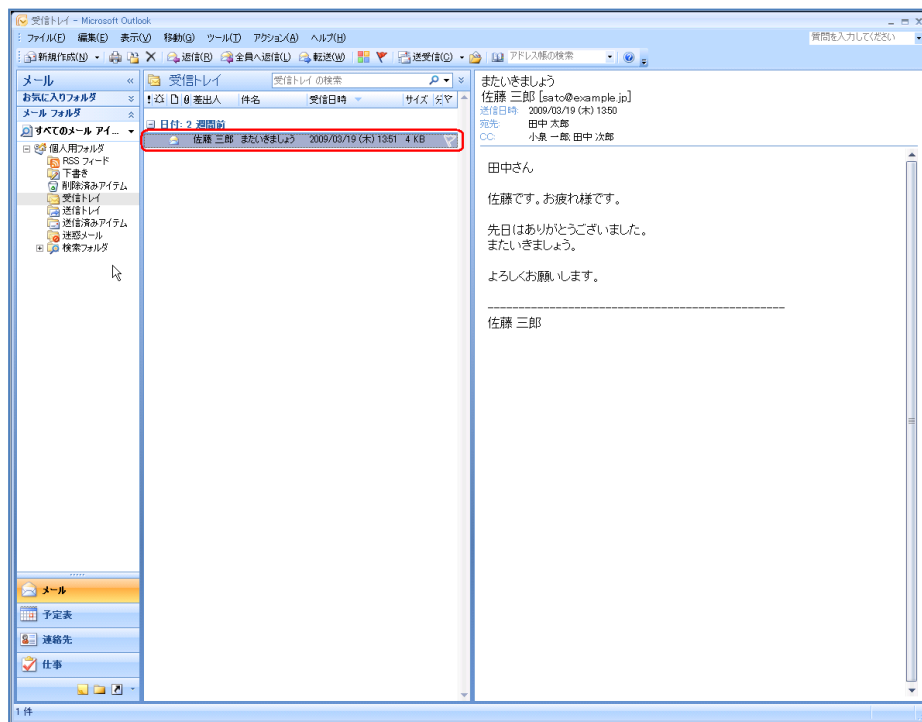 受信トレイ - Microsoft Outlook
ファイル(F) 編集(E) 表示(V) 移動(G) ツール(T) アクション(A) ヘルプ(H)
質問を入力してください
新規作成(N) 返信(R) 全員へ返信(L) 転送(W) 送受信(C) アドレス帳の検索
メール
お気に入りフォルダ
メール フォルダ
すべてのメール アイ...
個人用フォルダ
RSS フィード
下書き
削除済みアイテム
受信トレイ
送信トレイ
送信済みアイテム
迷惑メール
検索フォルダ
メール
予定表
連絡先
仕事
1 件
受信トレイ
受信トレイ の検索
差出人 件名 受信日時 サイズ 分
日付: 2 週間前
佐藤 三郎 またいきましょう 2009/03/19 (木) 13:51 4 KB
またいきましょう
佐藤 三郎 [sato@example.jp]
送信日時: 2009/03/19 (木) 13:50
宛先: 田中 太郎
CC: 小泉 一郎; 田中 次郎
田中さん
佐藤です。お疲れ様です。
先日はありがとうございました。
またいきましょう。
よろしくお願いします。
------------------------------------------------
佐藤 三郎